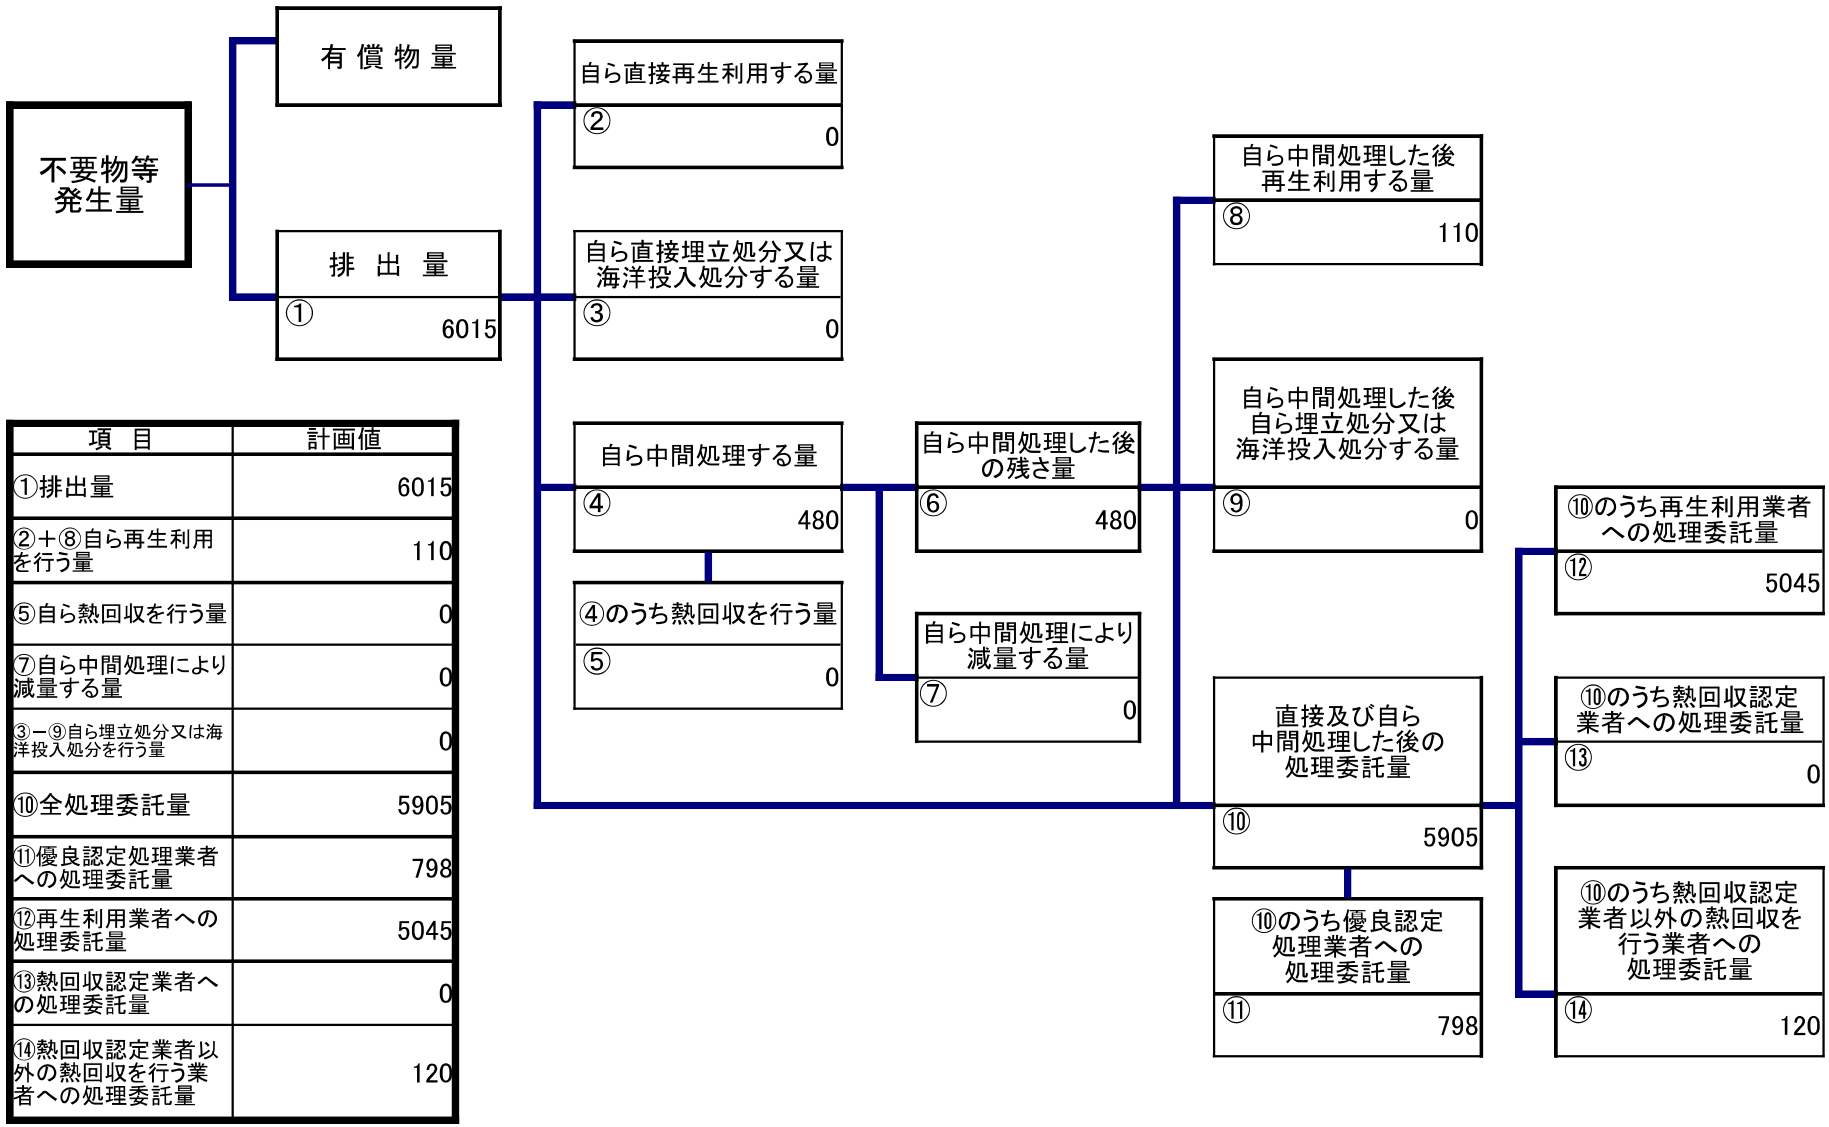 有償物量
不要物等
発生量
排出量
①
6015
自ら直接再生利用する量
②
0
自ら直接埋立処分又は
海洋投入処分する量
③
0
自ら中間処理する量
④
480
④のうち熱回収を行う量
⑤
0
自ら中間処理した後
の残さ量
⑥
480
自ら中間処理により
減量する量
⑦
0
自ら中間処理した後
再生利用する量
⑧
110
自ら中間処理した後
自ら埋立処分又は
海洋投入処分する量
⑨
0
直接及び自ら
中間処理した後の
処理委託量
⑩
5905
⑩のうち優良認定
処理業者への
処理委託量
⑪
798
⑩のうち再生利用業者
への処理委託量
⑫
5045
⑩のうち熱回収認定
業者への処理委託量
⑬
0
⑩のうち熱回収認定
業者以外の熱回収を
行う業者への
処理委託量
⑭
120
項目 計画値
①排出量 6015
②+⑧自ら再生利用
を行う量 110
⑤自ら熱回収を行う量 0
⑦自ら中間処理により
減量する量 0
③-⑨自ら埋立処分又は海
洋投入処分を行う量 0
⑩全処理委託量 5905
⑪優良認定処理業者
への処理委託量 798
⑫再生利用業者への
処理委託量 5045
⑬熱回収認定業者へ
の処理委託量 0
⑭熱回収認定業者以
外の熱回収を行う業
者への処理委託量 120